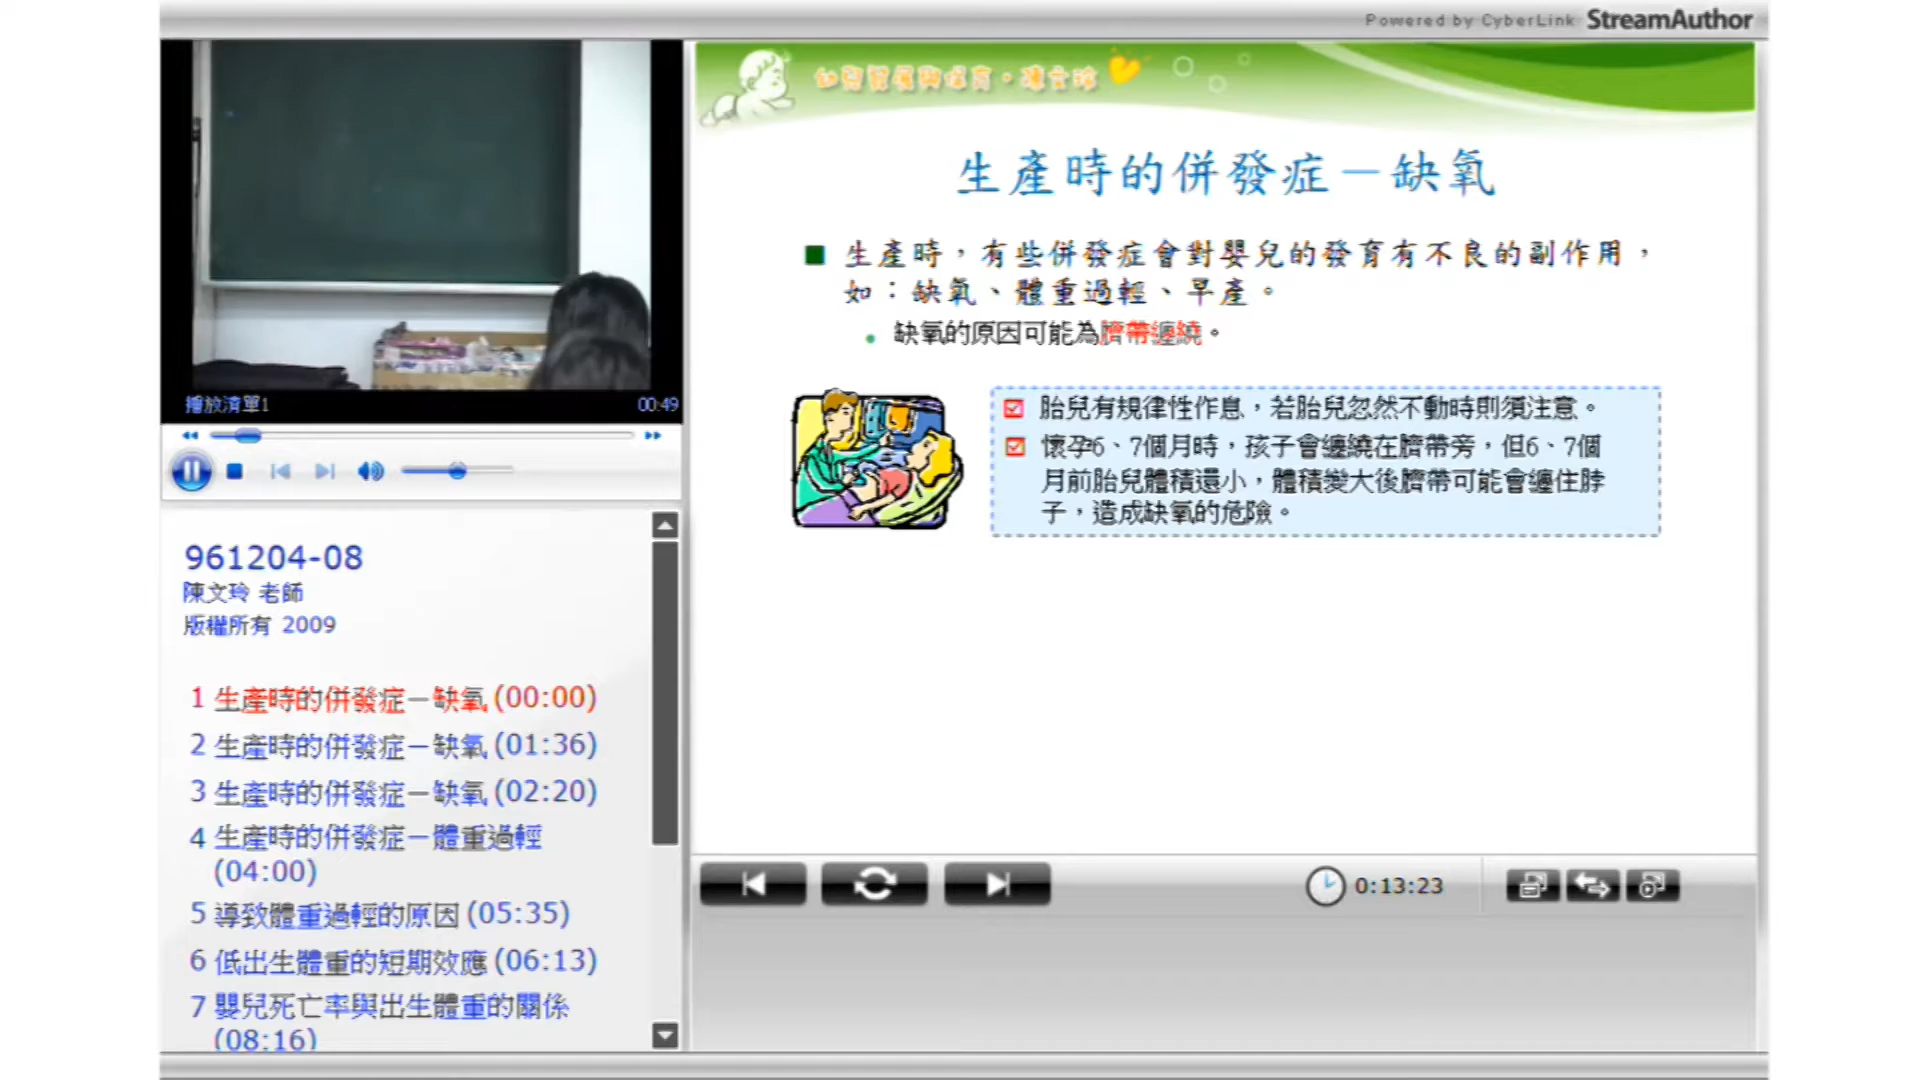 Powered by CyberLink StreamAuthor
幼兒發展與保育。陳文玲
播放清單1
00:49
961204-08
陳文玲 老師
版權所有 2009
1 生產時的併發症－缺氧 (00:00)
2 生產時的併發症－缺氧 (01:36)
3 生產時的併發症－缺氧 (02:20)
4 生產時的併發症－體重過輕
(04:00)
5 導致體重過輕的原因 (05:35)
6 低出生體重的短期效應 (06:13)
7 嬰兒死亡率與出生體重的關係
(08:16)
生產時的併發症－缺氧
生產時，有些併發症會對嬰兒的發育有不良的副作用，
如：缺氧、體重過輕、早產。
缺氧的原因可能為臍帶纏繞。
胎兒有規律性作息，若胎兒忽然不動時則須注意。
懷孕6、7個月時，孩子會纏繞在臍帶旁，但6、7個
月前胎兒體積還小，體積變大後臍帶可能會纏住脖
子，造成缺氧的危險。
0:13:23